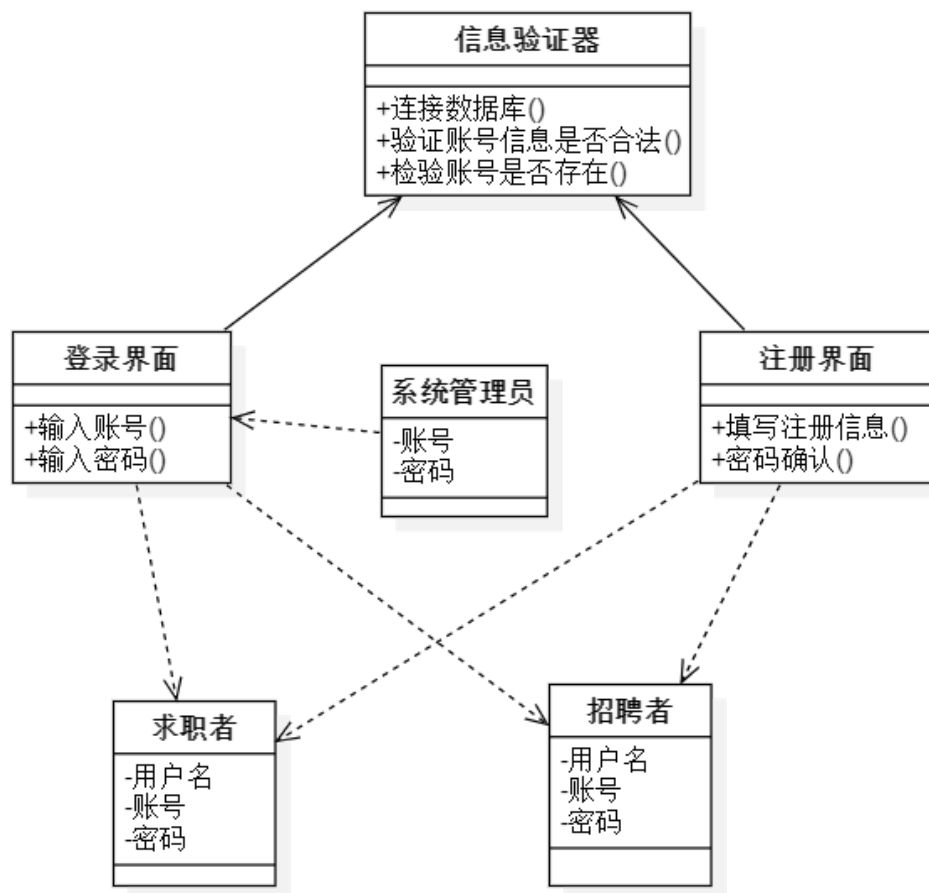 信息验证器
+连接数据库()
+验证账号信息是否合法()
+检验账号是否存在()
登录界面
+输入账号()
+输入密码()
系统管理员
-账号
-密码
注册界面
+填写注册信息()
+密码确认()
求职者
-用户名
-账号
-密码
招聘者
-用户名
-账号
-密码